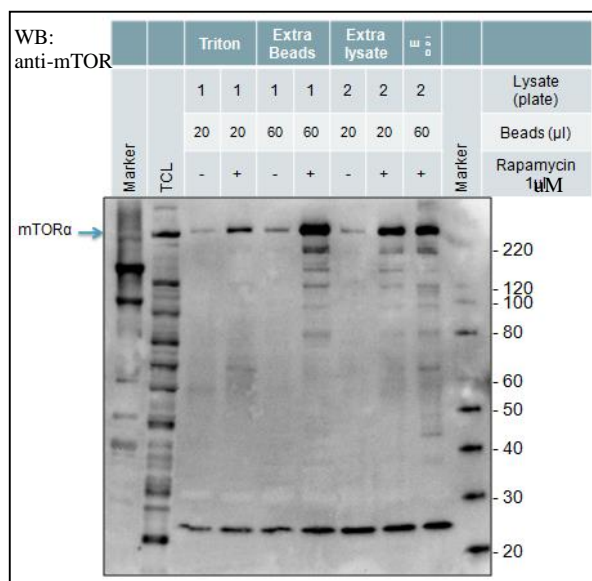 WB:
anti-mTOR
Triton Extra Beads Extra lysate
1 1 1 1 2 2 2 Lysate (plate)
20 20 60 60 20 20 60 Beads (µl)
Marker TCL - + - + - + + Marker Rapamycin
mTORα
- 220
- 120
- 100
- 80
- 60
- 50
- 40
- 30
- 20